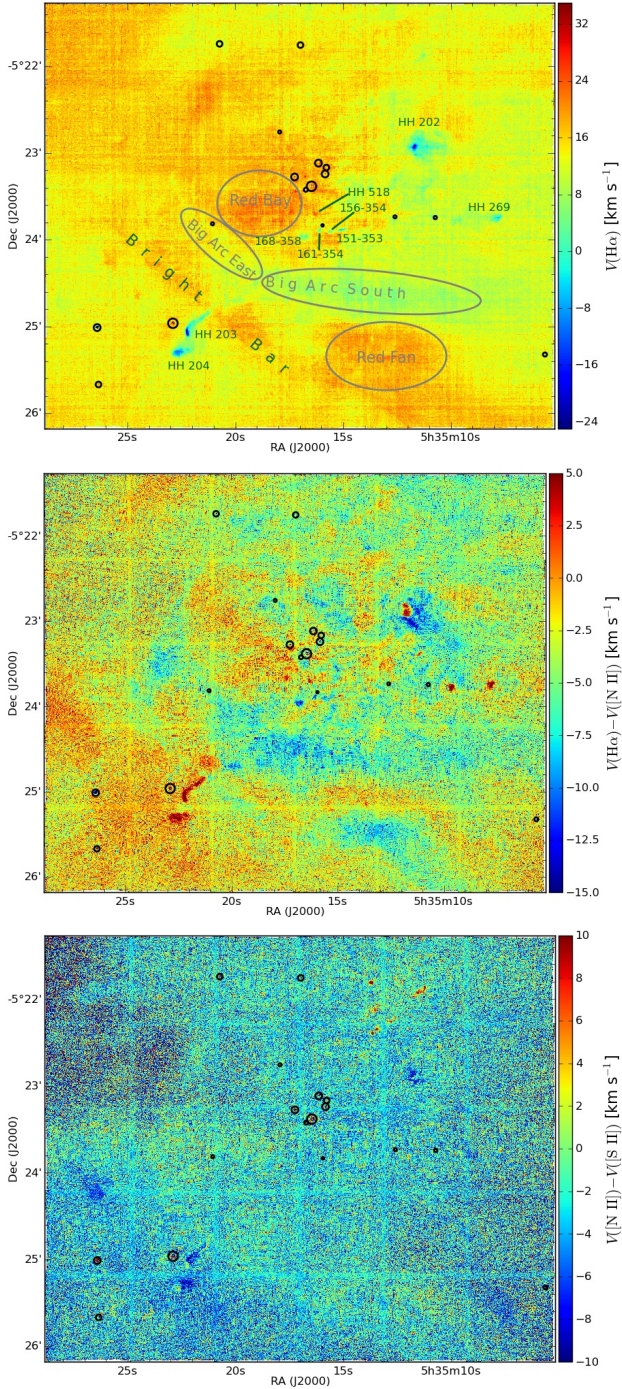 -5°22'
23'
24'
25'
26'
Dec (J2000)
HH 202
HH 518
156-354
HH 269
Red Bay
Big Arc East
168-358
151-353
161-354
Bright
Bar
Big Arc South
HH 203
HH 204
Red Fan
25s
20s
15s
5h35m10s
RA (J2000)
32
24
16
8
0
−8
−16
−24
V(Hα) [km s⁻¹]
-5°22'
23'
24'
25'
26'
Dec (J2000)
25s
20s
15s
5h35m10s
RA (J2000)
5.0
2.5
0.0
−2.5
−5.0
−7.5
−10.0
−12.5
−15.0
V(Hα)−V([N II]) [km s⁻¹]
-5°22'
23'
24'
25'
26'
Dec (J2000)
25s
20s
15s
5h35m10s
RA (J2000)
10
8
6
4
2
0
−2
−4
−6
−8
−10
V([N II])−V([S II]) [km s⁻¹]